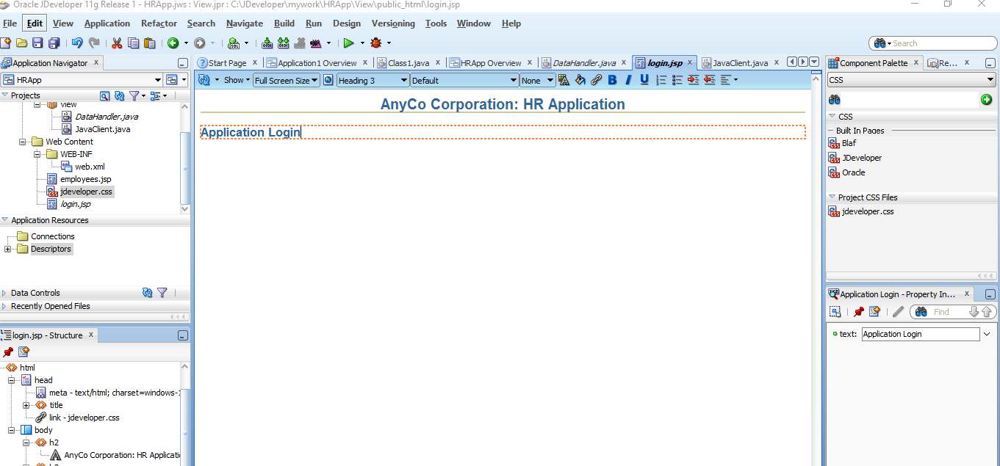 Oracle JDeveloper 11g Release 1 - HRApp.jws : View.jpr : C:\JDeveloper\mywork\HRApp\View\public_html\login.jsp
File Edit View Application Refactor Search Navigate Build Run Design Versioning Tools Window Help
Search
Application Navigator
HRApp
Projects
view
DataHandler.java
JavaClient.java
Web Content
WEB-INF
web.xml
employees.jsp
jdeveloper.css
login.jsp
Application Resources
Connections
Descriptors
Data Controls
Recently Opened Files
login.jsp - Structure
html
head
meta - text/html; charset=windows-1
title
link - jdeveloper.css
body
h2
AnyCo Corporation: HR Applicati
Start Page Application1 Overview Class1.java HRApp Overview DataHandler.java login.jsp JavaClient.java
Show Full Screen Size Heading 3 Default None B I U
AnyCo Corporation: HR Application
Application Login
Component Palette Re...
CSS
CSS
Built In Pages
Blaf
JDeveloper
Oracle
Project CSS Files
jdeveloper.css
Application Login - Property In...
Find
text: Application Login